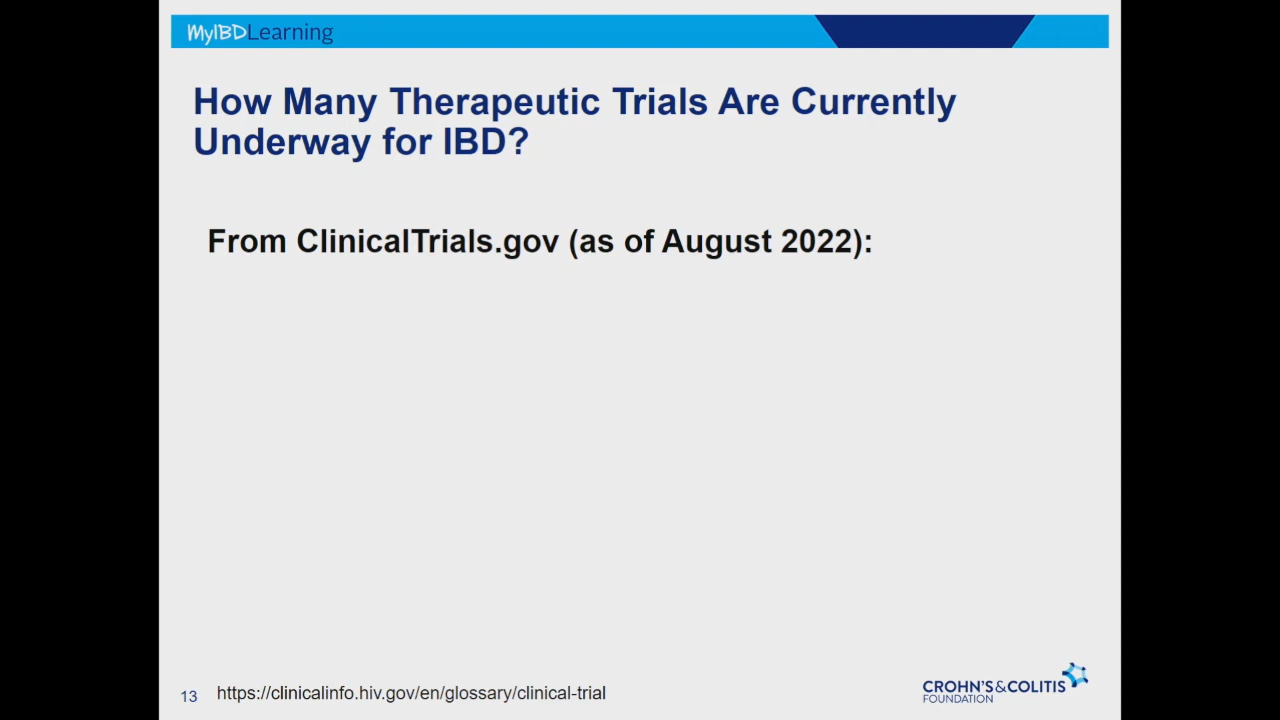 MyIBDLearning
How Many Therapeutic Trials Are Currently
Underway for IBD?
From ClinicalTrials.gov (as of August 2022):
13 https://clinicalinfo.hiv.gov/en/glossary/clinical-trial
CROHN'S & COLITIS
FOUNDATION